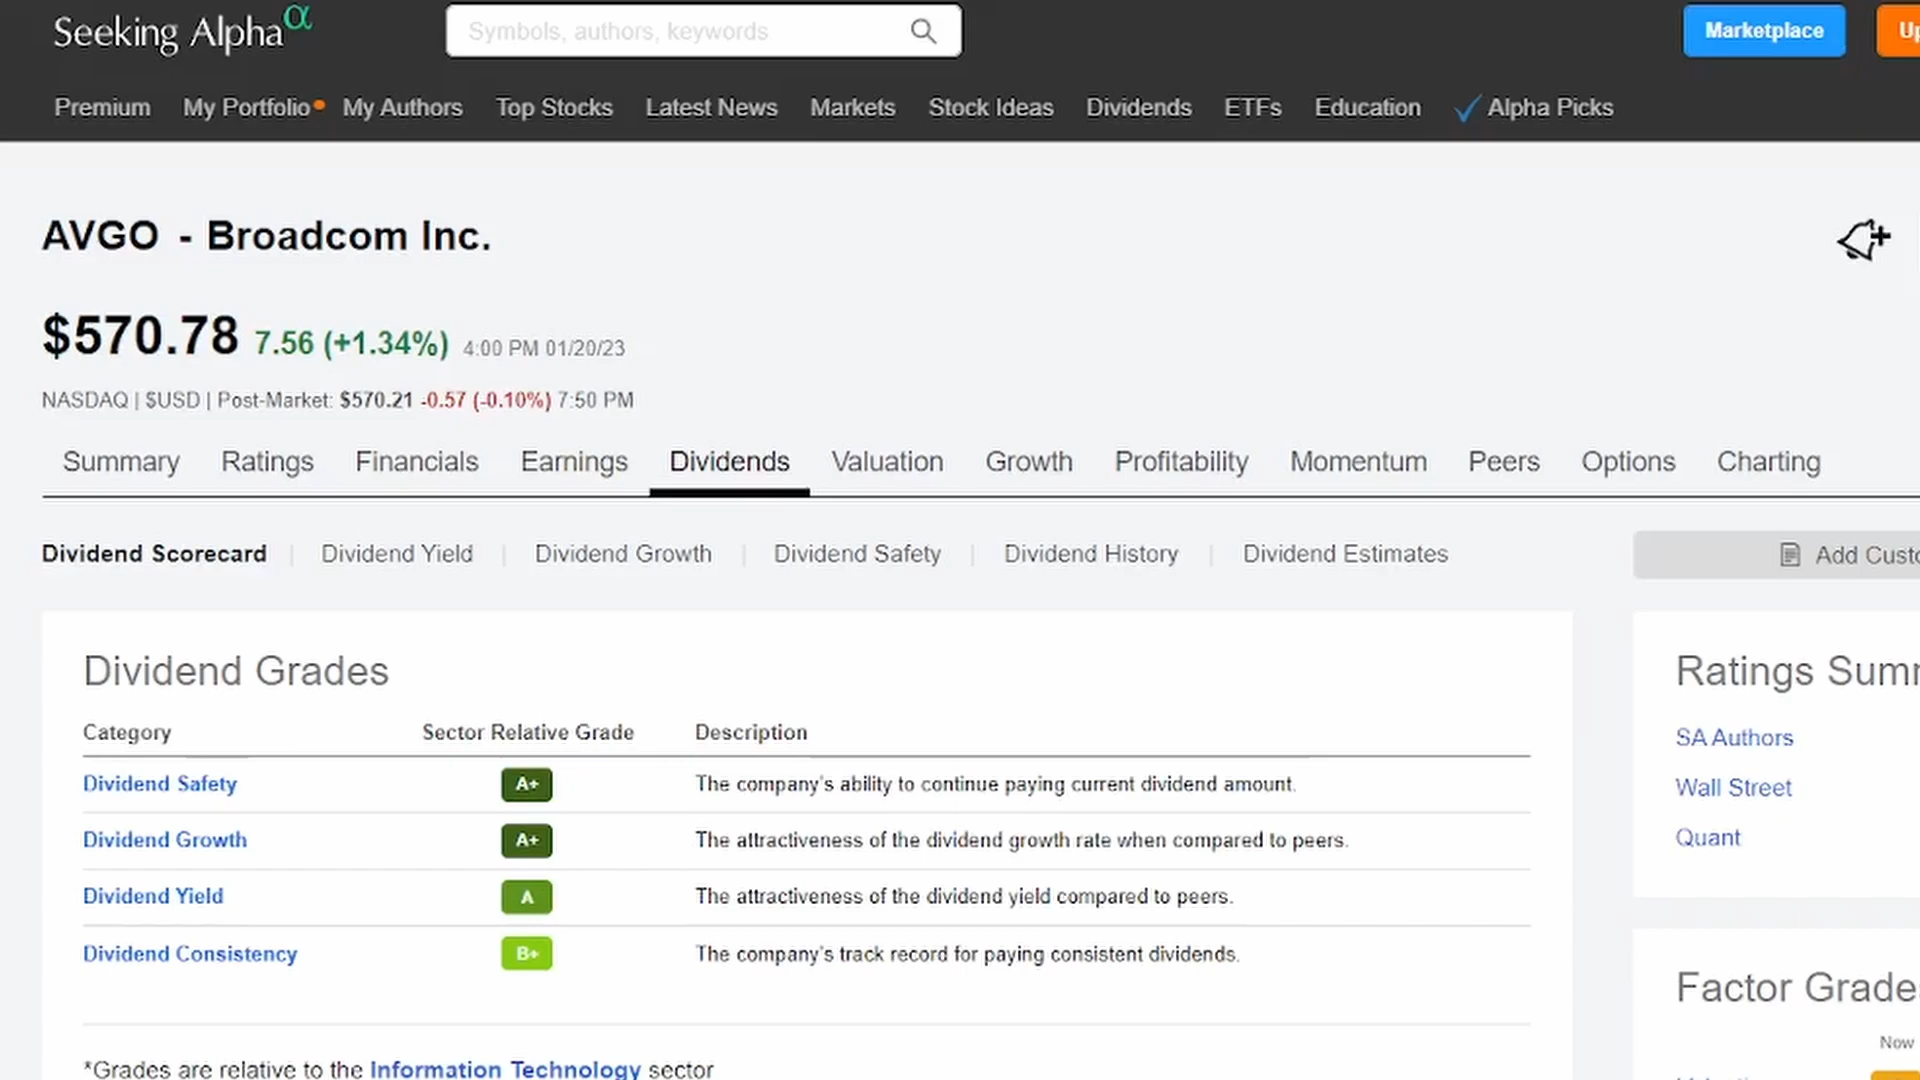 Seeking Alpha α
Symbols, authors, keywords
Marketplace
Up
Premium My Portfolio My Authors Top Stocks Latest News Markets Stock Ideas Dividends ETFs Education Alpha Picks
AVGO - Broadcom Inc.
$570.78 7.56 (+1.34%) 4:00 PM 01/20/23
NASDAQ | $USD | Post-Market: $570.21 -0.57 (-0.10%) 7:50 PM
Summary Ratings Financials Earnings Dividends Valuation Growth Profitability Momentum Peers Options Charting
Dividend Scorecard | Dividend Yield | Dividend Growth | Dividend Safety | Dividend History | Dividend Estimates
Add Custo
Dividend Grades
Category Sector Relative Grade Description
Dividend Safety A+ The company's ability to continue paying current dividend amount.
Dividend Growth A+ The attractiveness of the dividend growth rate when compared to peers.
Dividend Yield A The attractiveness of the dividend yield compared to peers.
Dividend Consistency B+ The company's track record for paying consistent dividends.
*Grades are relative to the Information Technology sector
Ratings Summ
SA Authors
Wall Street
Quant
Factor Grade
Now